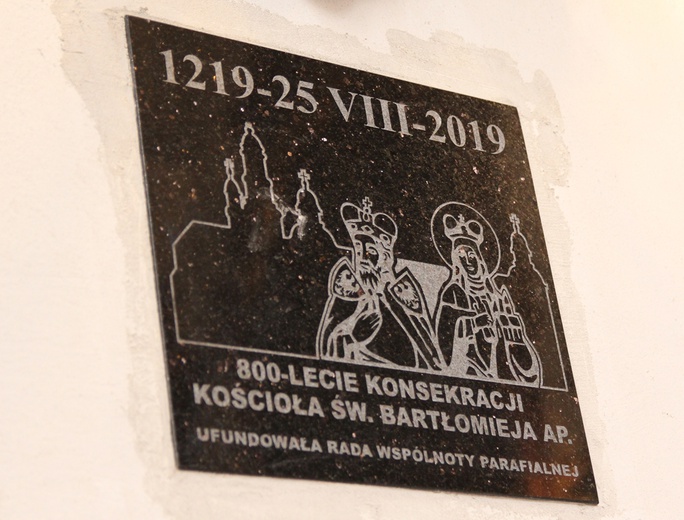 1219-25 VIII-2019
800-LECIE KONSEKRACJI
KOŚCIOŁA ŚW. BARTŁOMIEJA AP.
UFUNDOWAŁA RADA WSPÓLNOTY PARAFIALNEJ